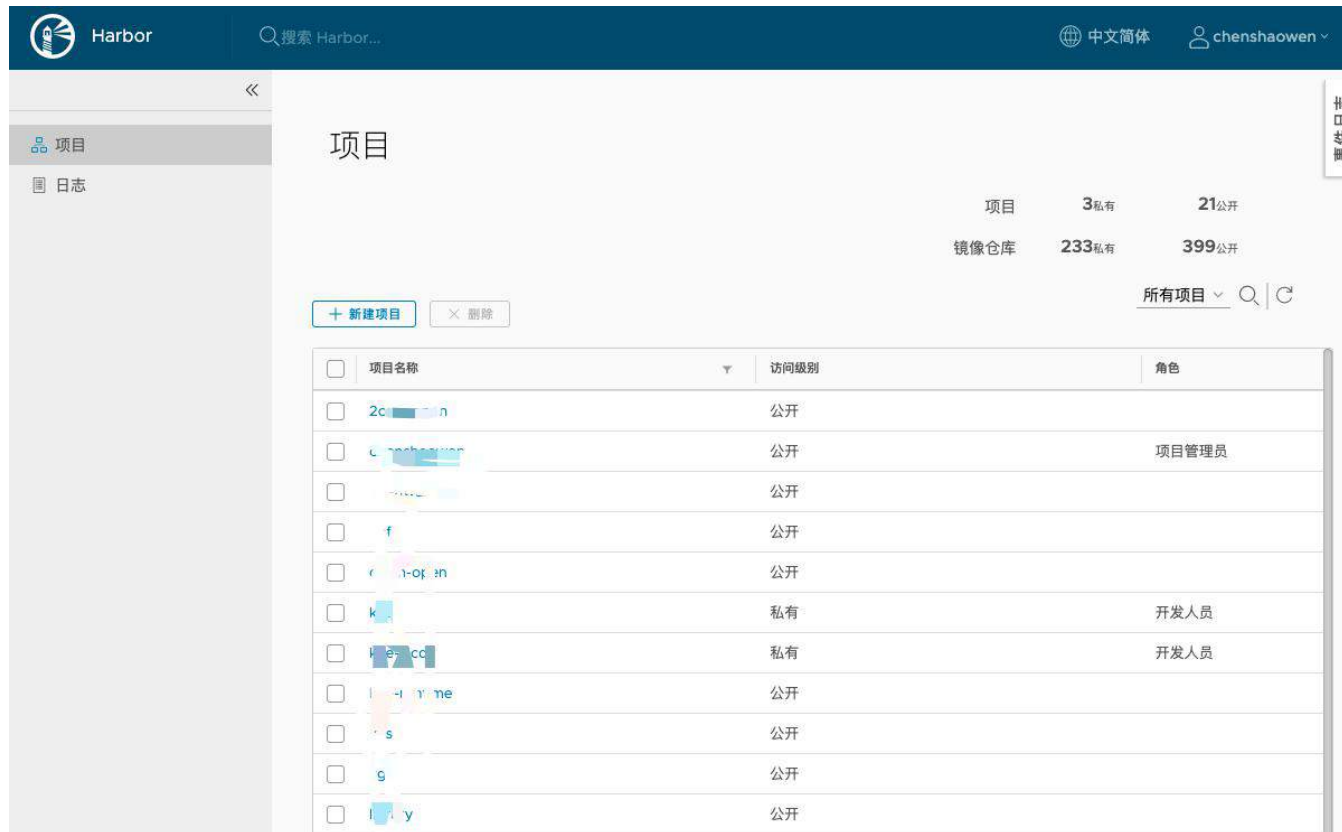 Harbor
搜索 Harbor...
中文简体
chenshaowen
项目
日志
项目
项目 3私有 21公开
镜像仓库 233私有 399公开
所有项目
新建项目
删除
项目名称 访问级别 角色
公开
公开 项目管理员
公开
公开
公开
私有 开发人员
私有 开发人员
公开
公开
公开
公开